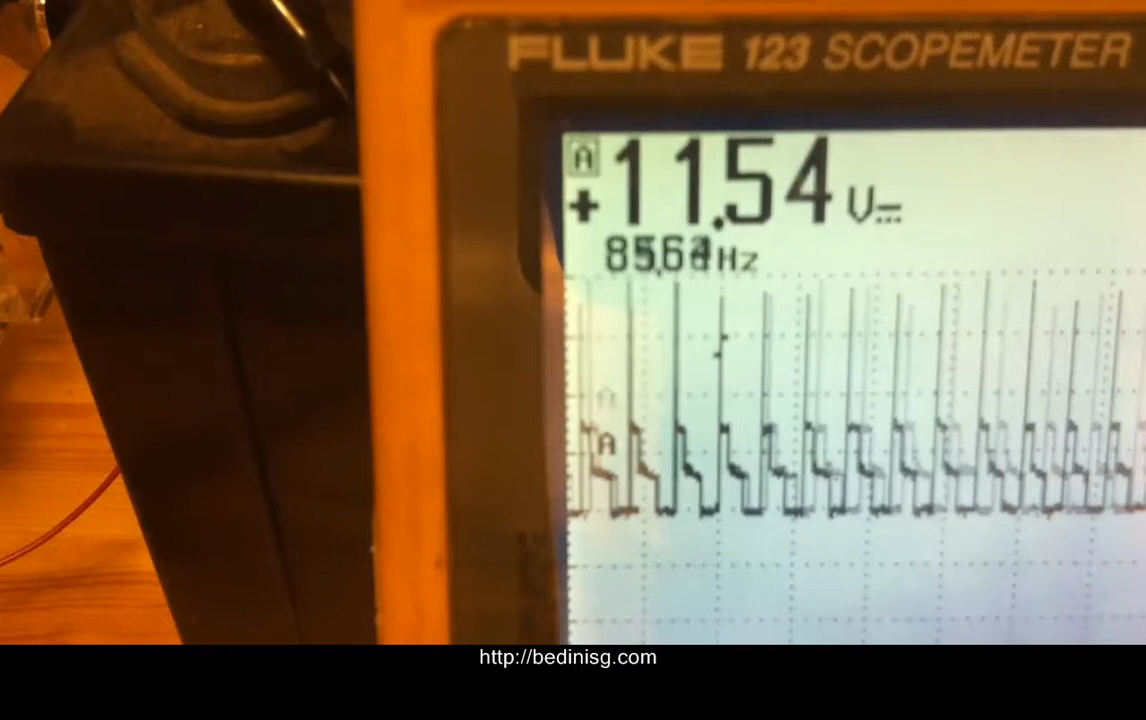 FLUKE 123 SCOPEMETER
A
+11.54 V
Hz
A
http://bedinisg.com